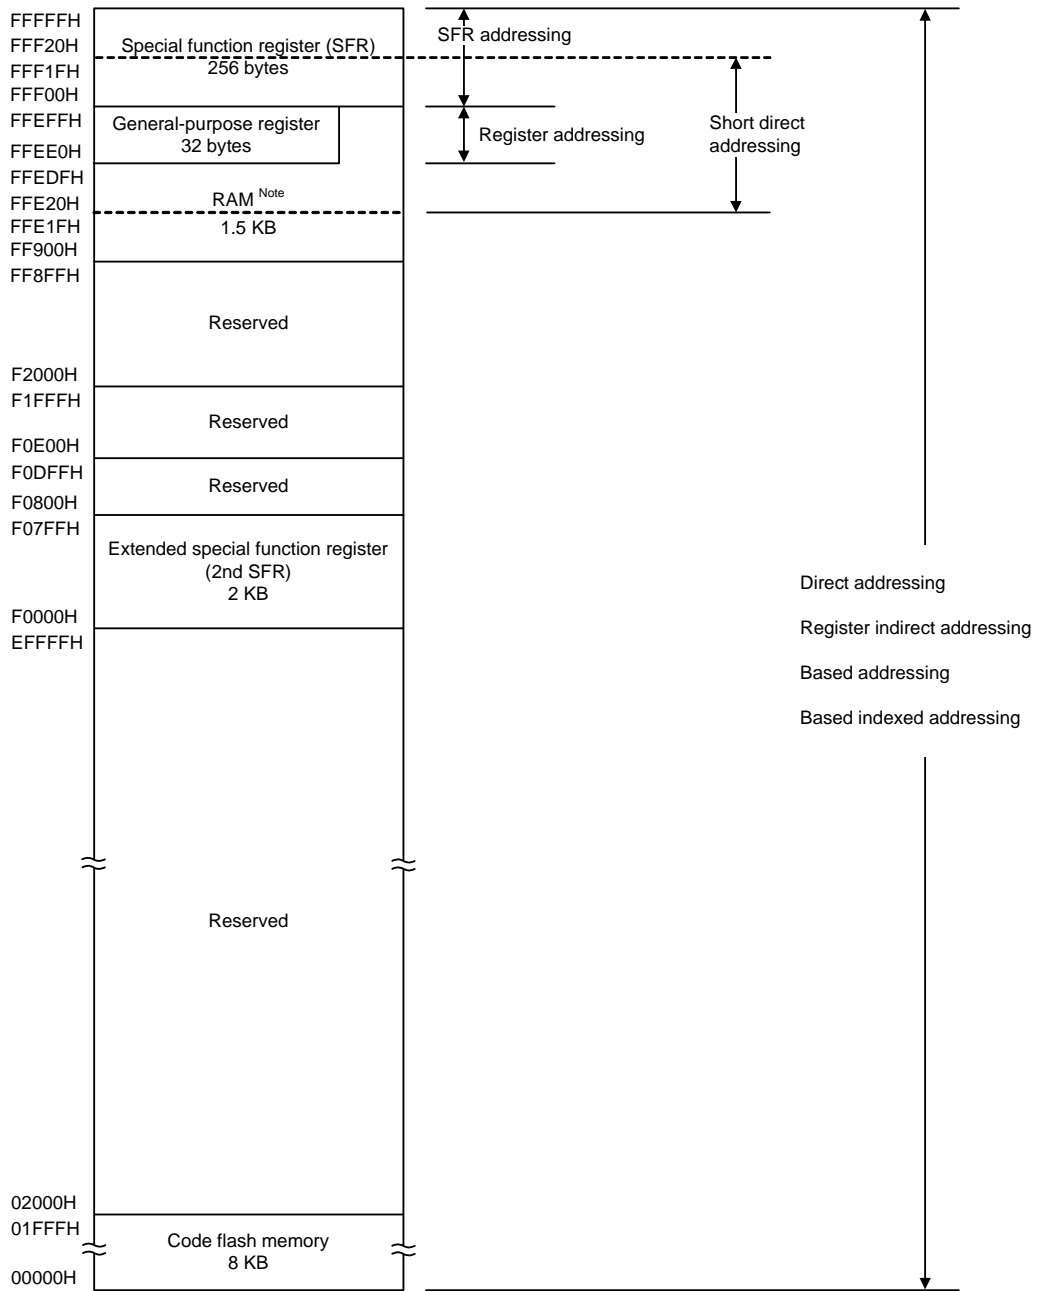 FFFFFH
SFR addressing
FFF20H
Special function register (SFR)
256 bytes
FFF1FH
FFF00H
FFEFFH
General-purpose register
32 bytes
Register addressing
Short direct
addressing
FFEE0H
FFEDFH
RAM Note
FFE20H
FFE1FH
1.5 KB
FF900H
FF8FFH
Reserved
F2000H
F1FFFH
Reserved
F0E00H
F0DFFH
Reserved
F0800H
F07FFH
Extended special function register
(2nd SFR)
2 KB
F0000H
EFFFFH
Direct addressing
Register indirect addressing
Based addressing
Based indexed addressing
Reserved
02000H
01FFFH
Code flash memory
8 KB
00000H